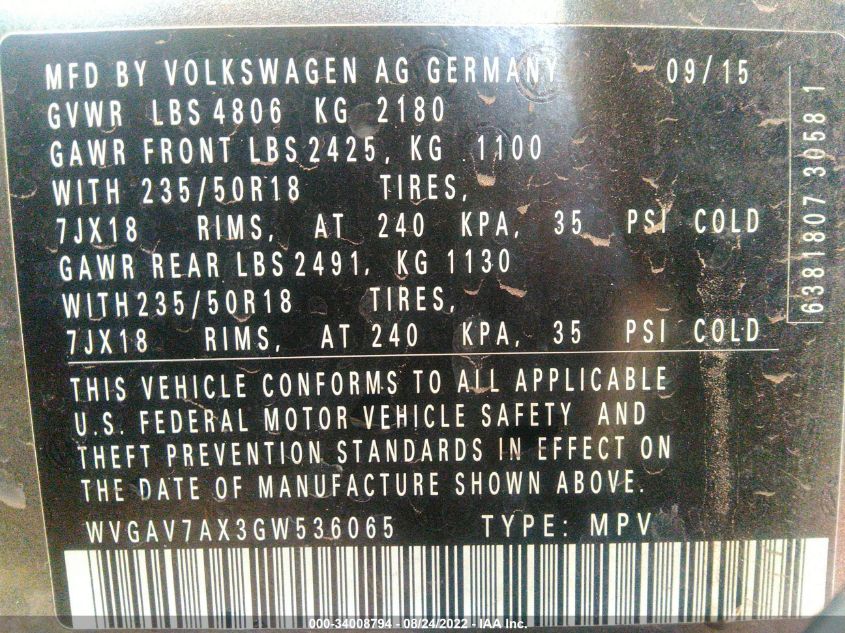 MFD BY VOLKSWAGEN AG GERMANY 09/15
GVWR LBS 4806 KG 2180
GAWR FRONT LBS 2425, KG 1100
WITH 235/50R18 TIRES,
7JX18 RIMS, AT 240 KPA, 35 PSI COLD
GAWR REAR LBS 2491, KG 1130
WITH 235/50R18 TIRES,
7JX18 RIMS, AT 240 KPA, 35 PSI COLD
THIS VEHICLE CONFORMS TO ALL APPLICABLE
U.S. FEDERAL MOTOR VEHICLE SAFETY AND
THEFT PREVENTION STANDARDS IN EFFECT ON
THE DATE OF MANUFACTURE SHOWN ABOVE.
WVGAV7AX3GW536065 TYPE: MPV
6381807 3058 1
000-34008794 - 08/24/2022 - IAA Inc.